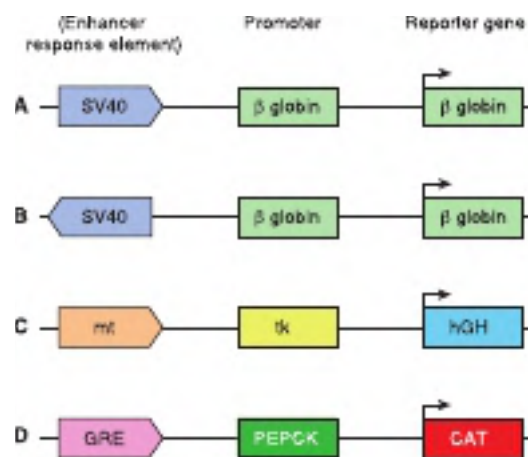 (Enhancer
response element)
Promoter
Reporter gene
A SV40 β globin β globin
B SV40 β globin β globin
C mt tk hGH
D GRE PEPCK CAT